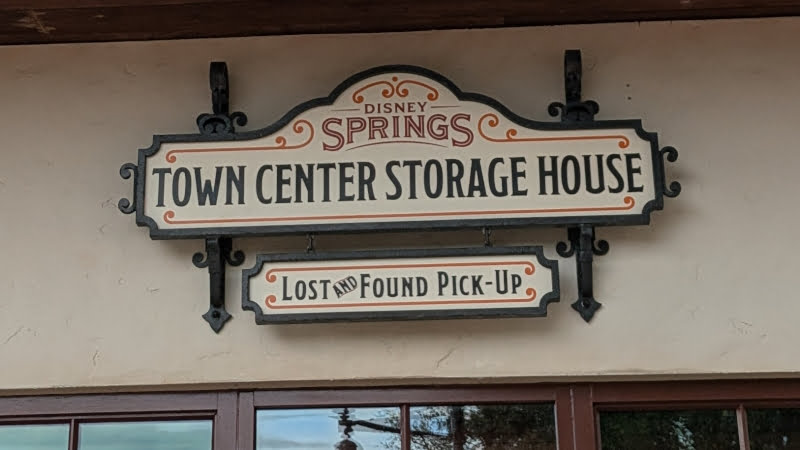 DISNEY
SPRINGS
TOWN CENTER STORAGE HOUSE
LOST AND FOUND PICK-UP